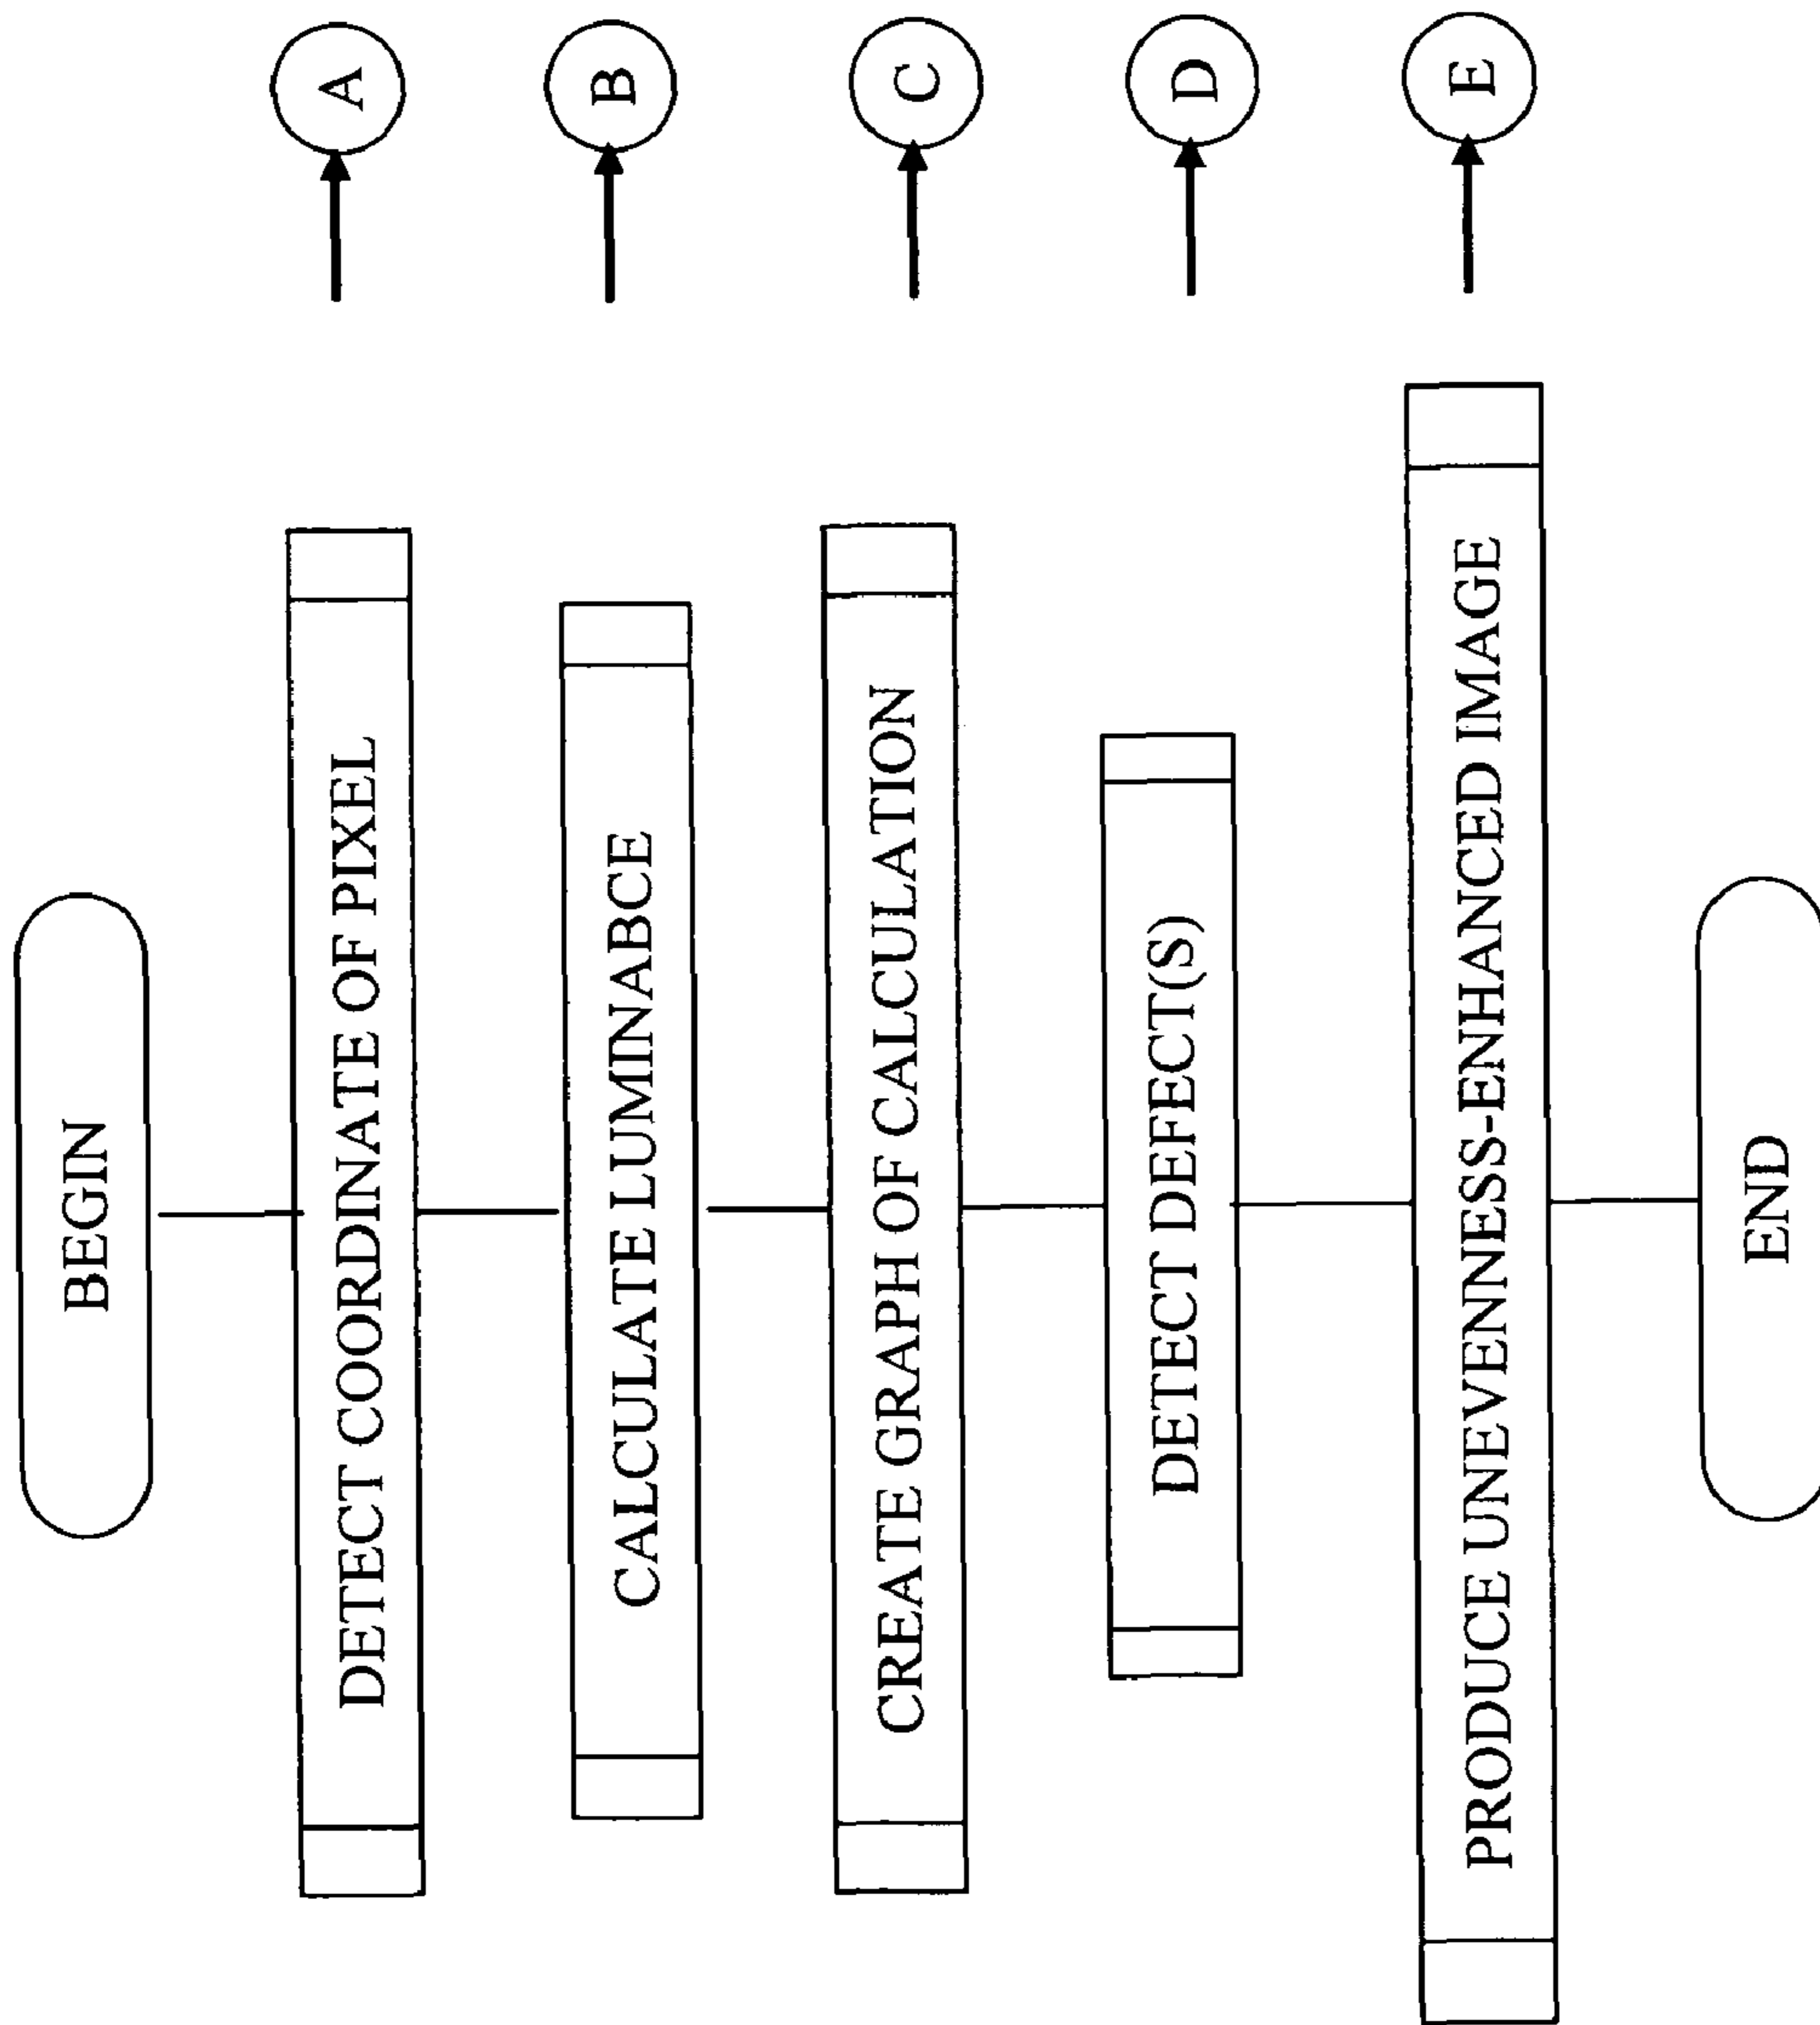 BEGIN
DETECT COORDINATE OF PIXEL
A
CALCULATE LUMINABCE
B
CREATE GRAPH OF CALCULATION
C
DETECT DEFECT(S)
D
PRODUCE UNEVENNESS-ENHANCED IMAGE
E
END